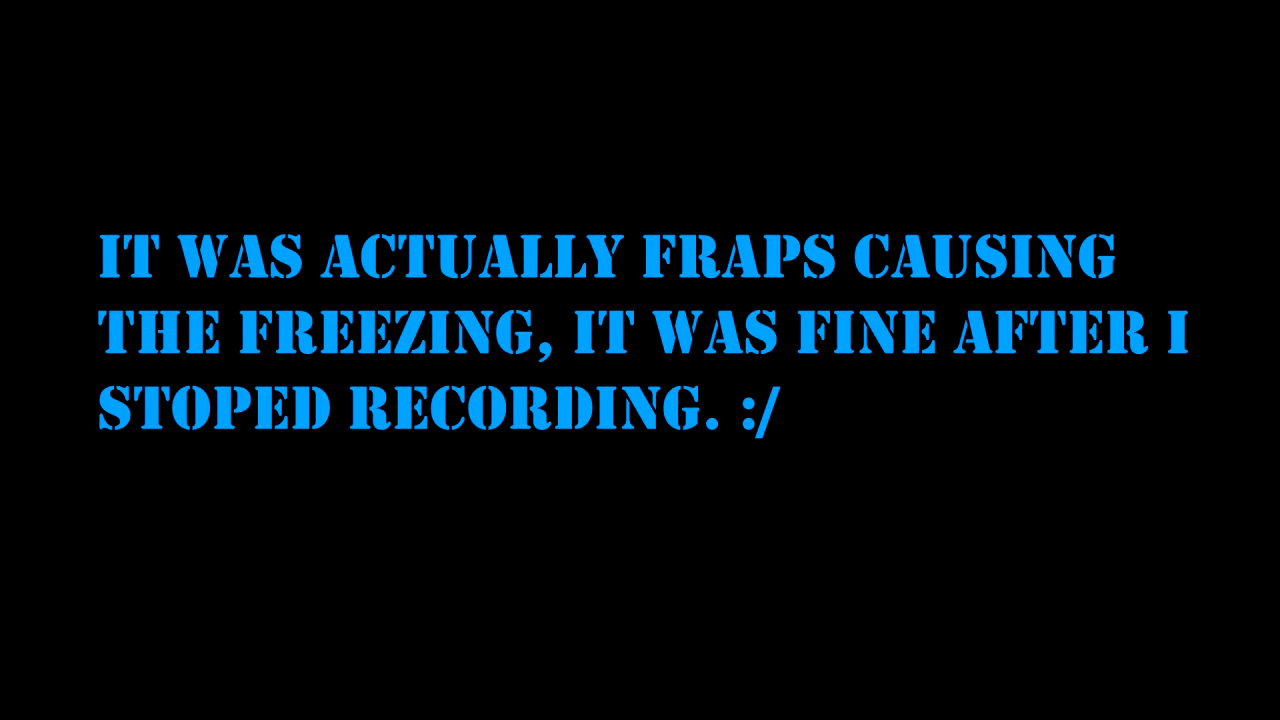 IT WAS ACTUALLY FRAPS CAUSING
THE FREEZING, IT WAS FINE AFTER I
STOPED RECORDING. :/